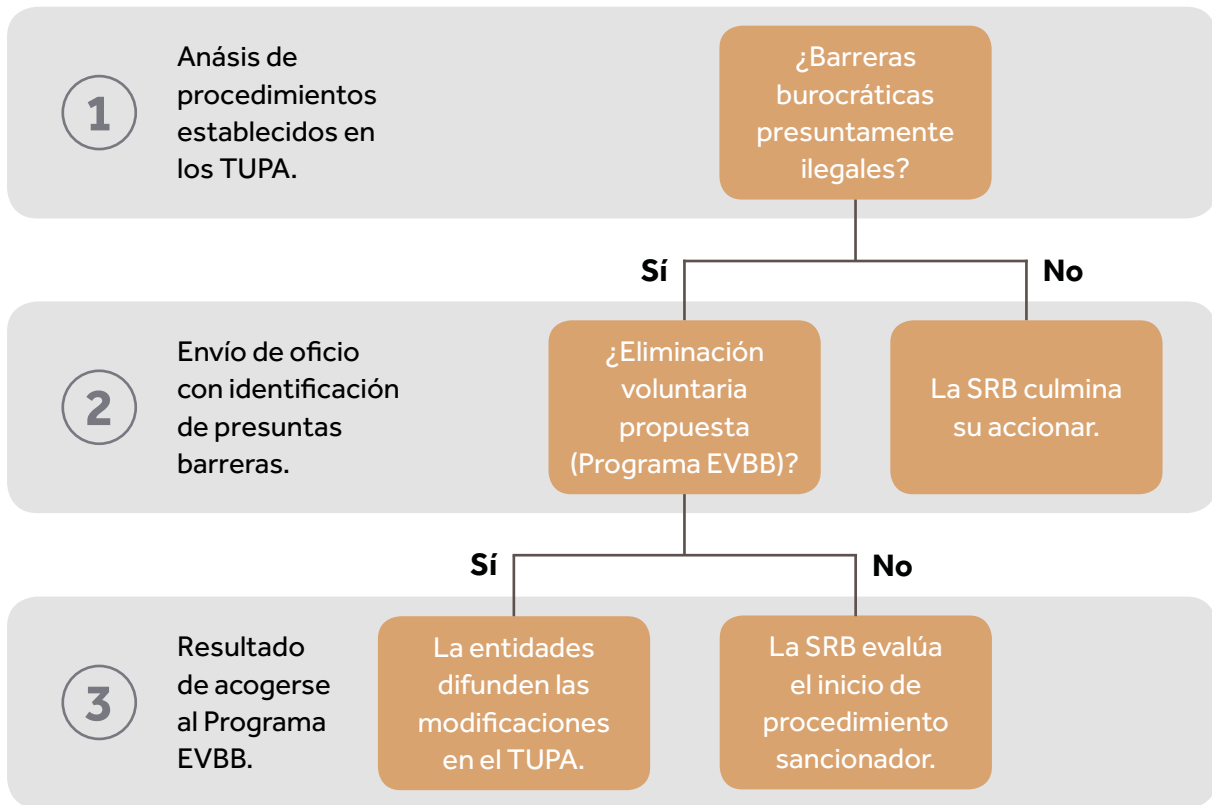 1
Anásis de
procedimientos
establecidos en
los TUPA.
¿Barreras
burocráticas
presuntamente
ilegales?
Sí
No
2
Envío de oficio
con identificación
de presuntas
barreras.
¿Eliminación
voluntaria
propuesta
(Programa EVBB)?
La SRB culmina
su accionar.
Sí
No
3
Resultado
de acogerse
al Programa
EVBB.
La entidades
difunden las
modificaciones
en el TUPA.
La SRB evalúa
el inicio de
procedimiento
sancionador.